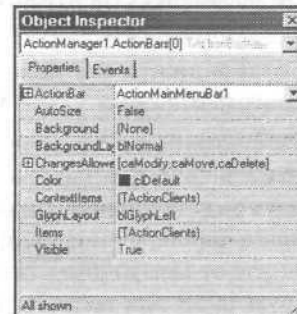 Object Inspector
ActionManager1.ActionBars[0]
Properties Events
ActionBar ActionMainMenuBar1
AutoSize False
Background (None)
BackgroundLay blNormal
ChangesAllowe [caModify,caMove,caDelete]
Color clDefault
ContextItems (TActionClients)
GlyphLayout blGlyphLeft
Items (TActionClients)
Visible True
All shown